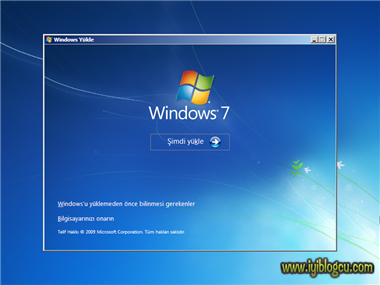 Windows Yükle
Windows 7
Şimdi yükle
Windows'u yüklemeden önce bilinmesi gerekenler
Bilgisayarınızı onarın
Telif Hakkı © 2009 Microsoft Corporation. Tüm hakları saklıdır.
www.iyiblogcu.com